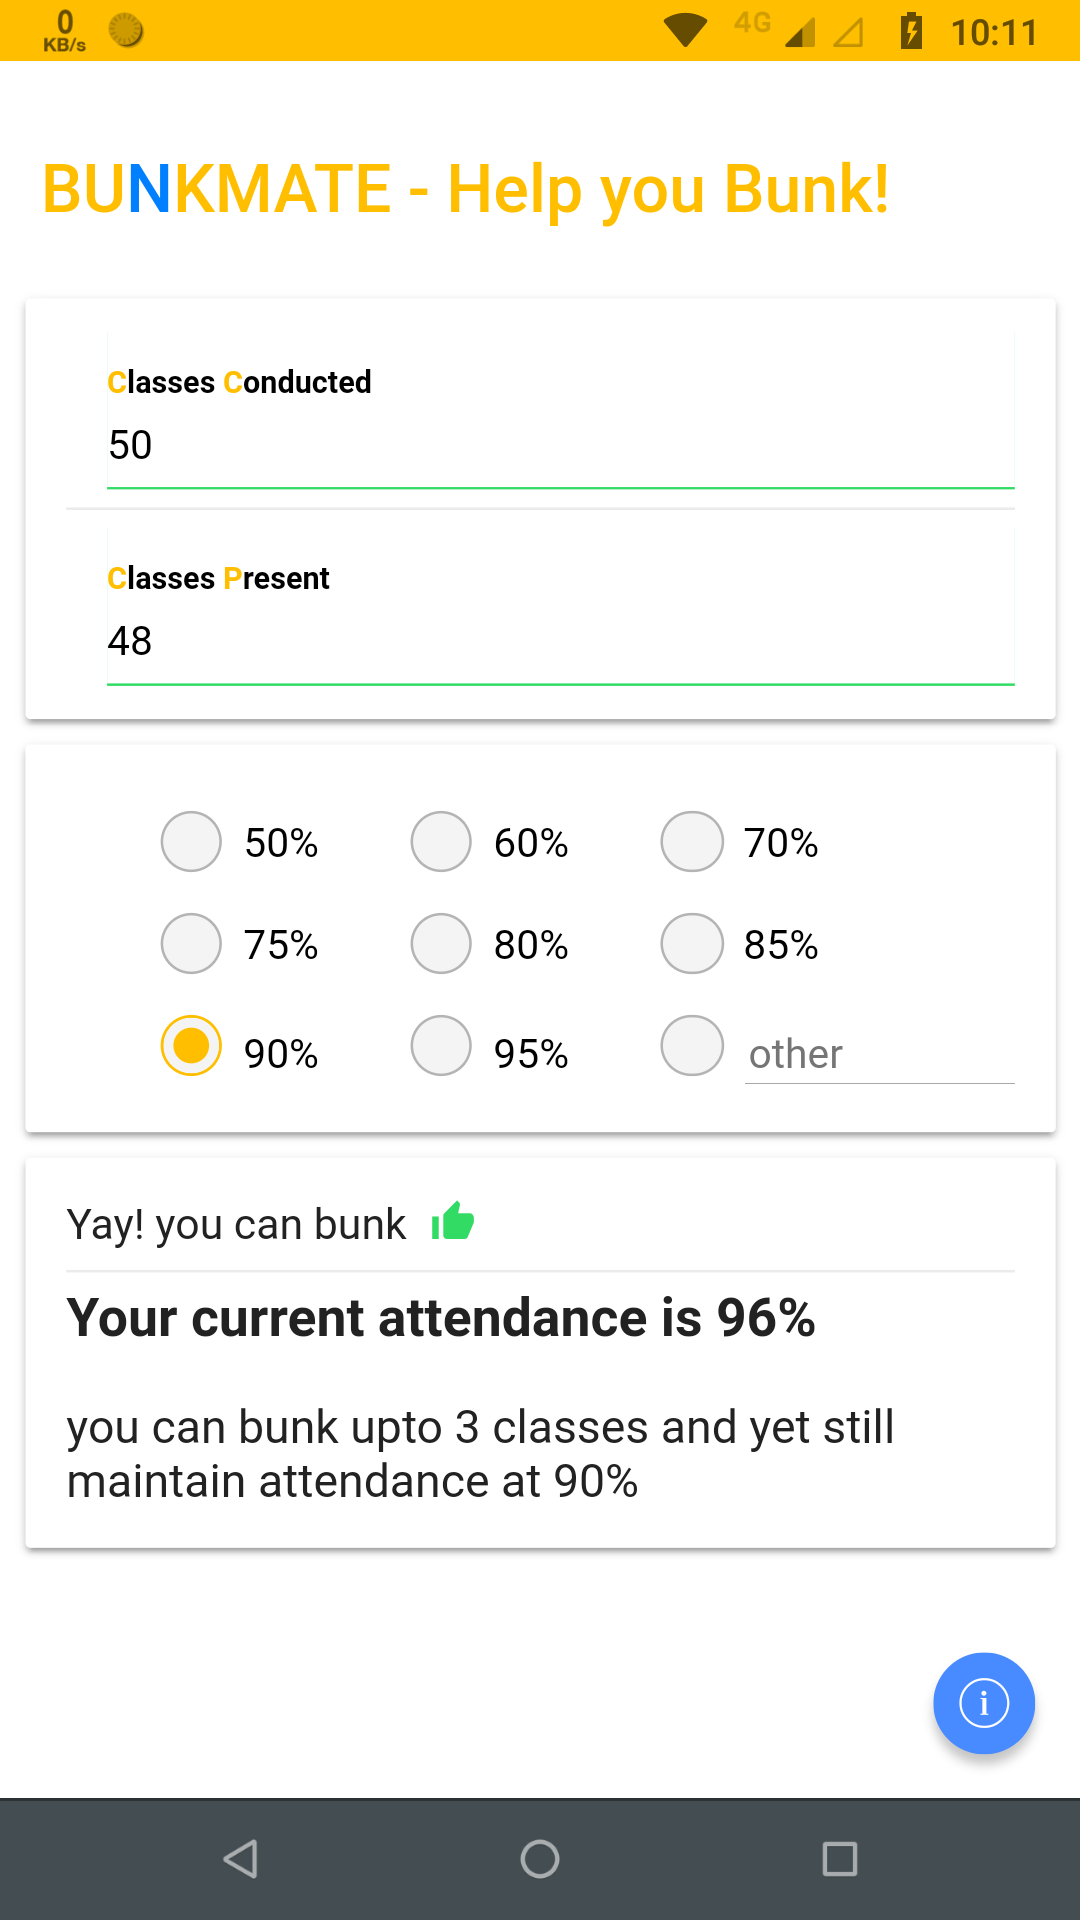 0
KB/s
4G
10:11
BUNKMATE - Help you Bunk!
Classes Conducted
50
Classes Present
48
50% 60% 70%
75% 80% 85%
90% 95% other
Yay! you can bunk
Your current attendance is 96%
you can bunk upto 3 classes and yet still
maintain attendance at 90%
i